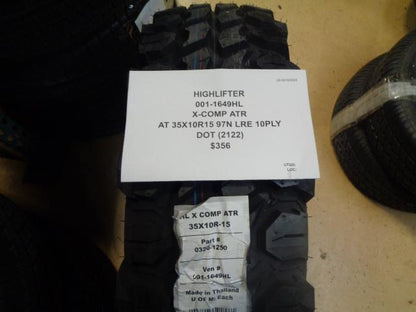 HIGHLIFTER
001-1649HL
X-COMP ATR
AT 35X10R15 97N LRE 10PLY
DOT (2122)
$356
LOC:
HL X COMP ATR
35X10R-15
Part #
0320-1250
Ven #
001-1649HL
Made in Thailand
U Of M: Each